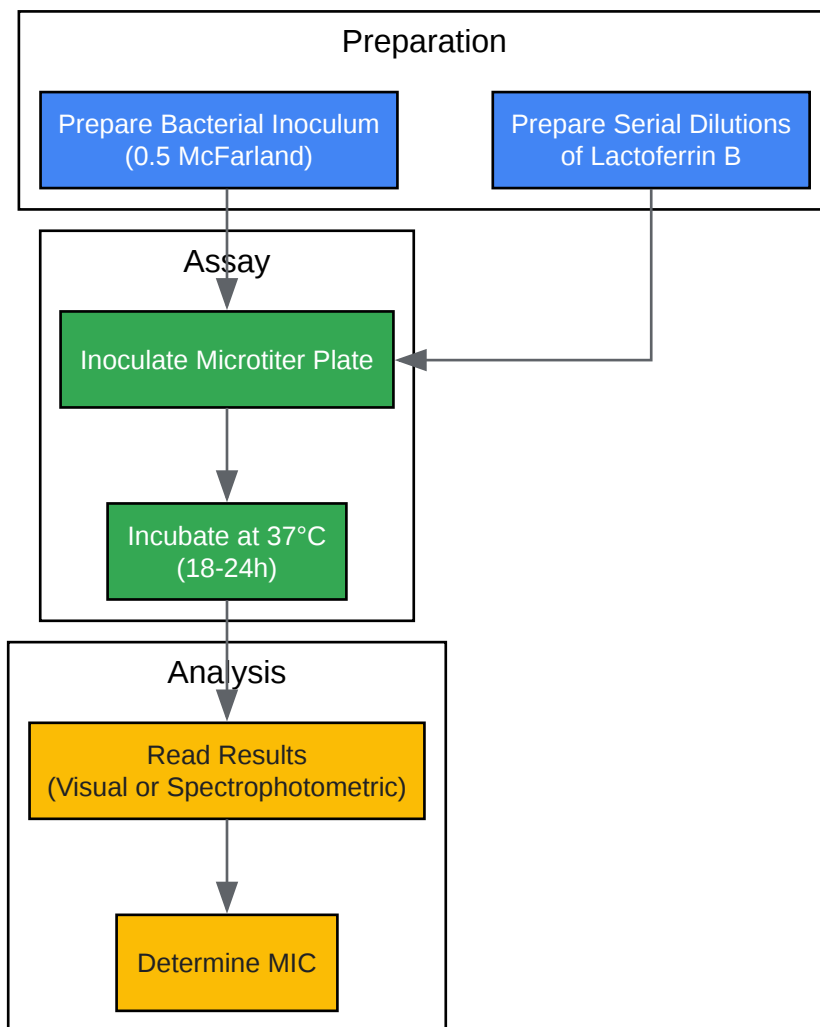 Preparation
Prepare Bacterial Inoculum
(0.5 McFarland)
Prepare Serial Dilutions
of Lactoferrin B
Assay
Inoculate Microtiter Plate
Incubate at 37°C
(18-24h)
Analysis
Read Results
(Visual or Spectrophotometric)
Determine MIC